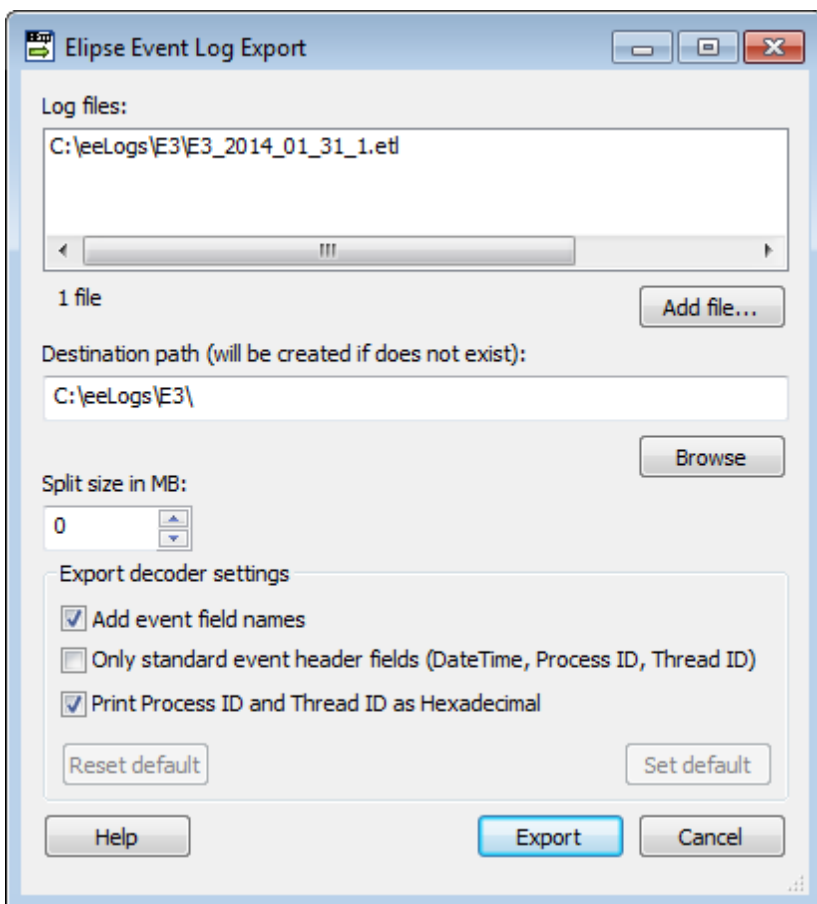 Elipse Event Log Export
Log files:
C:\eeLogs\E3\E3_2014_01_31_1.etl
1 file
Add file...
Destination path (will be created if does not exist):
C:\eeLogs\E3\
Browse
Split size in MB:
0
Export decoder settings
Add event field names
Only standard event header fields (DateTime, Process ID, Thread ID)
Print Process ID and Thread ID as Hexadecimal
Reset default
Set default
Help
Export
Cancel